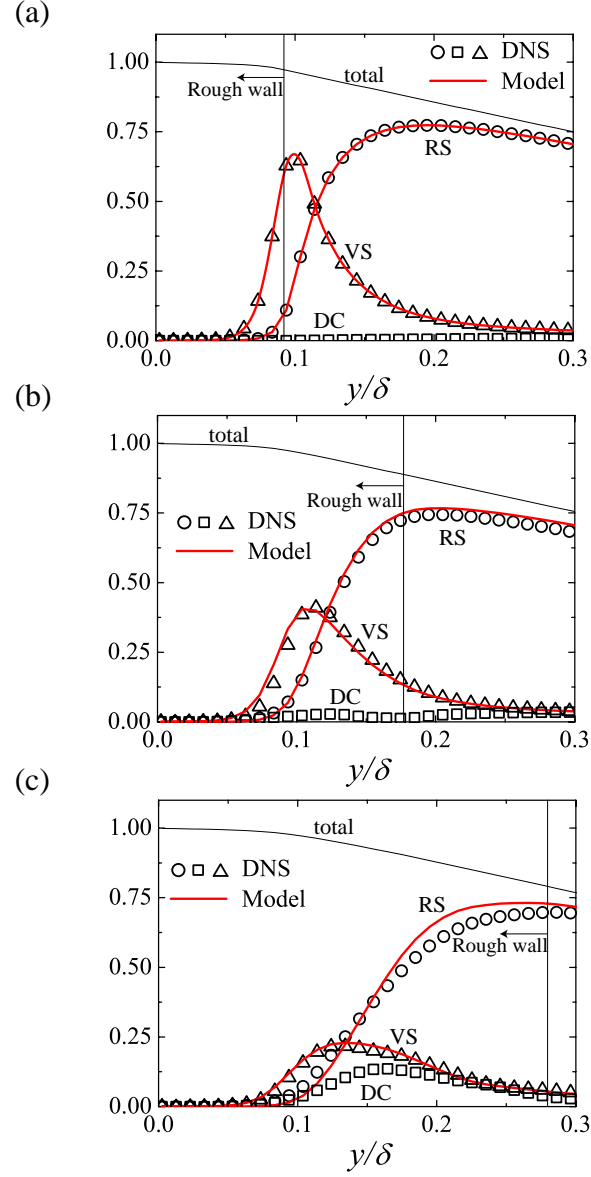 (a)
1.00
0.75
0.50
0.25
0.00
0.0
0.1
0.2
0.3
y/δ
total
DNS
Model
Rough wall
RS
VS
DC
(b)
1.00
0.75
0.50
0.25
0.00
0.0
0.1
0.2
0.3
y/δ
total
Rough wall
DNS
Model
RS
VS
DC
(c)
1.00
0.75
0.50
0.25
0.00
0.0
0.1
0.2
0.3
y/δ
total
DNS
Model
RS
Rough wall
VS
DC